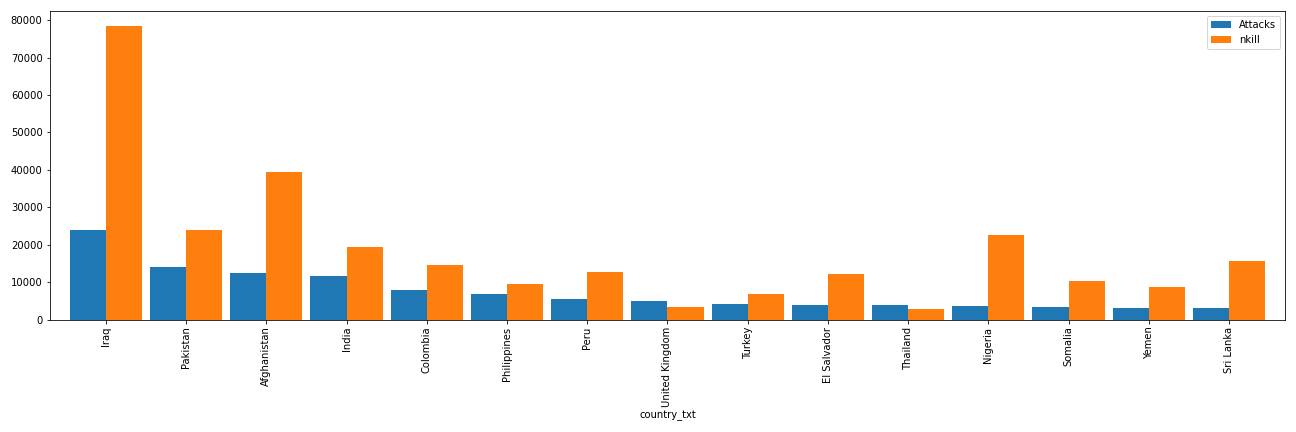 80000
70000
60000
50000
40000
30000
20000
10000
0
Attacks
nkill
Iraq
Pakistan
Afghanistan
India
Colombia
Philippines
Peru
United Kingdom
Turkey
El Salvador
Thailand
Nigeria
Somalia
Yemen
Sri Lanka
country_txt